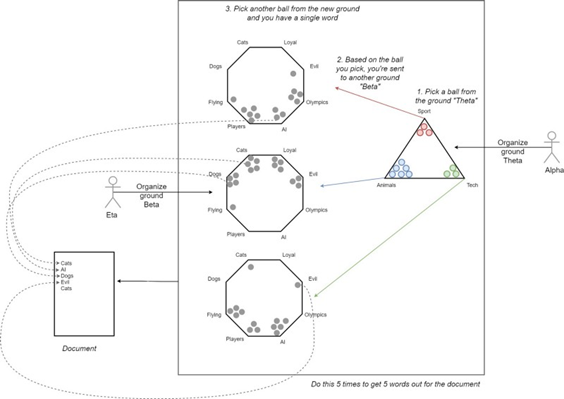 3. Pick another ball from the new ground
and you have a single word
2. Based on the ball
you pick, you're sent
to another ground
"Beta"
1. Pick a ball from
the ground "Theta"
Cats
Loyal
Dogs
Evil
Flying
Olympics
Players
AI
Sport
Animals
Tech
Organize
ground
Theta
Alpha
Cats
Loyal
Dogs
Evil
Flying
Olympics
Players
AI
Eta
Organize
ground
Beta
Cats
Loyal
Dogs
Evil
Flying
Olympics
Players
AI
Cats
AI
Dogs
Evil
Cats
Document
Do this 5 times to get 5 words out for the document